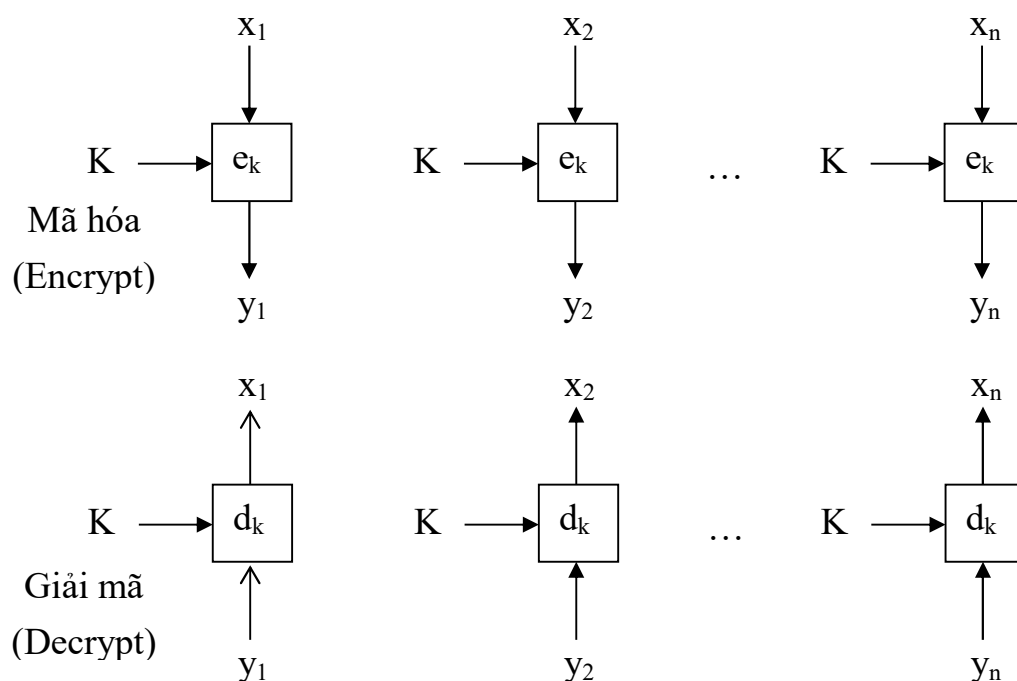 x₁ x₂ xₙ
K eₖ K eₖ … K eₖ
Mã hóa
(Encrypt)
y₁ y₂ yₙ
x₁ x₂ xₙ
K dₖ K dₖ … K dₖ
Giải mã
(Decrypt)
y₁ y₂ yₙ